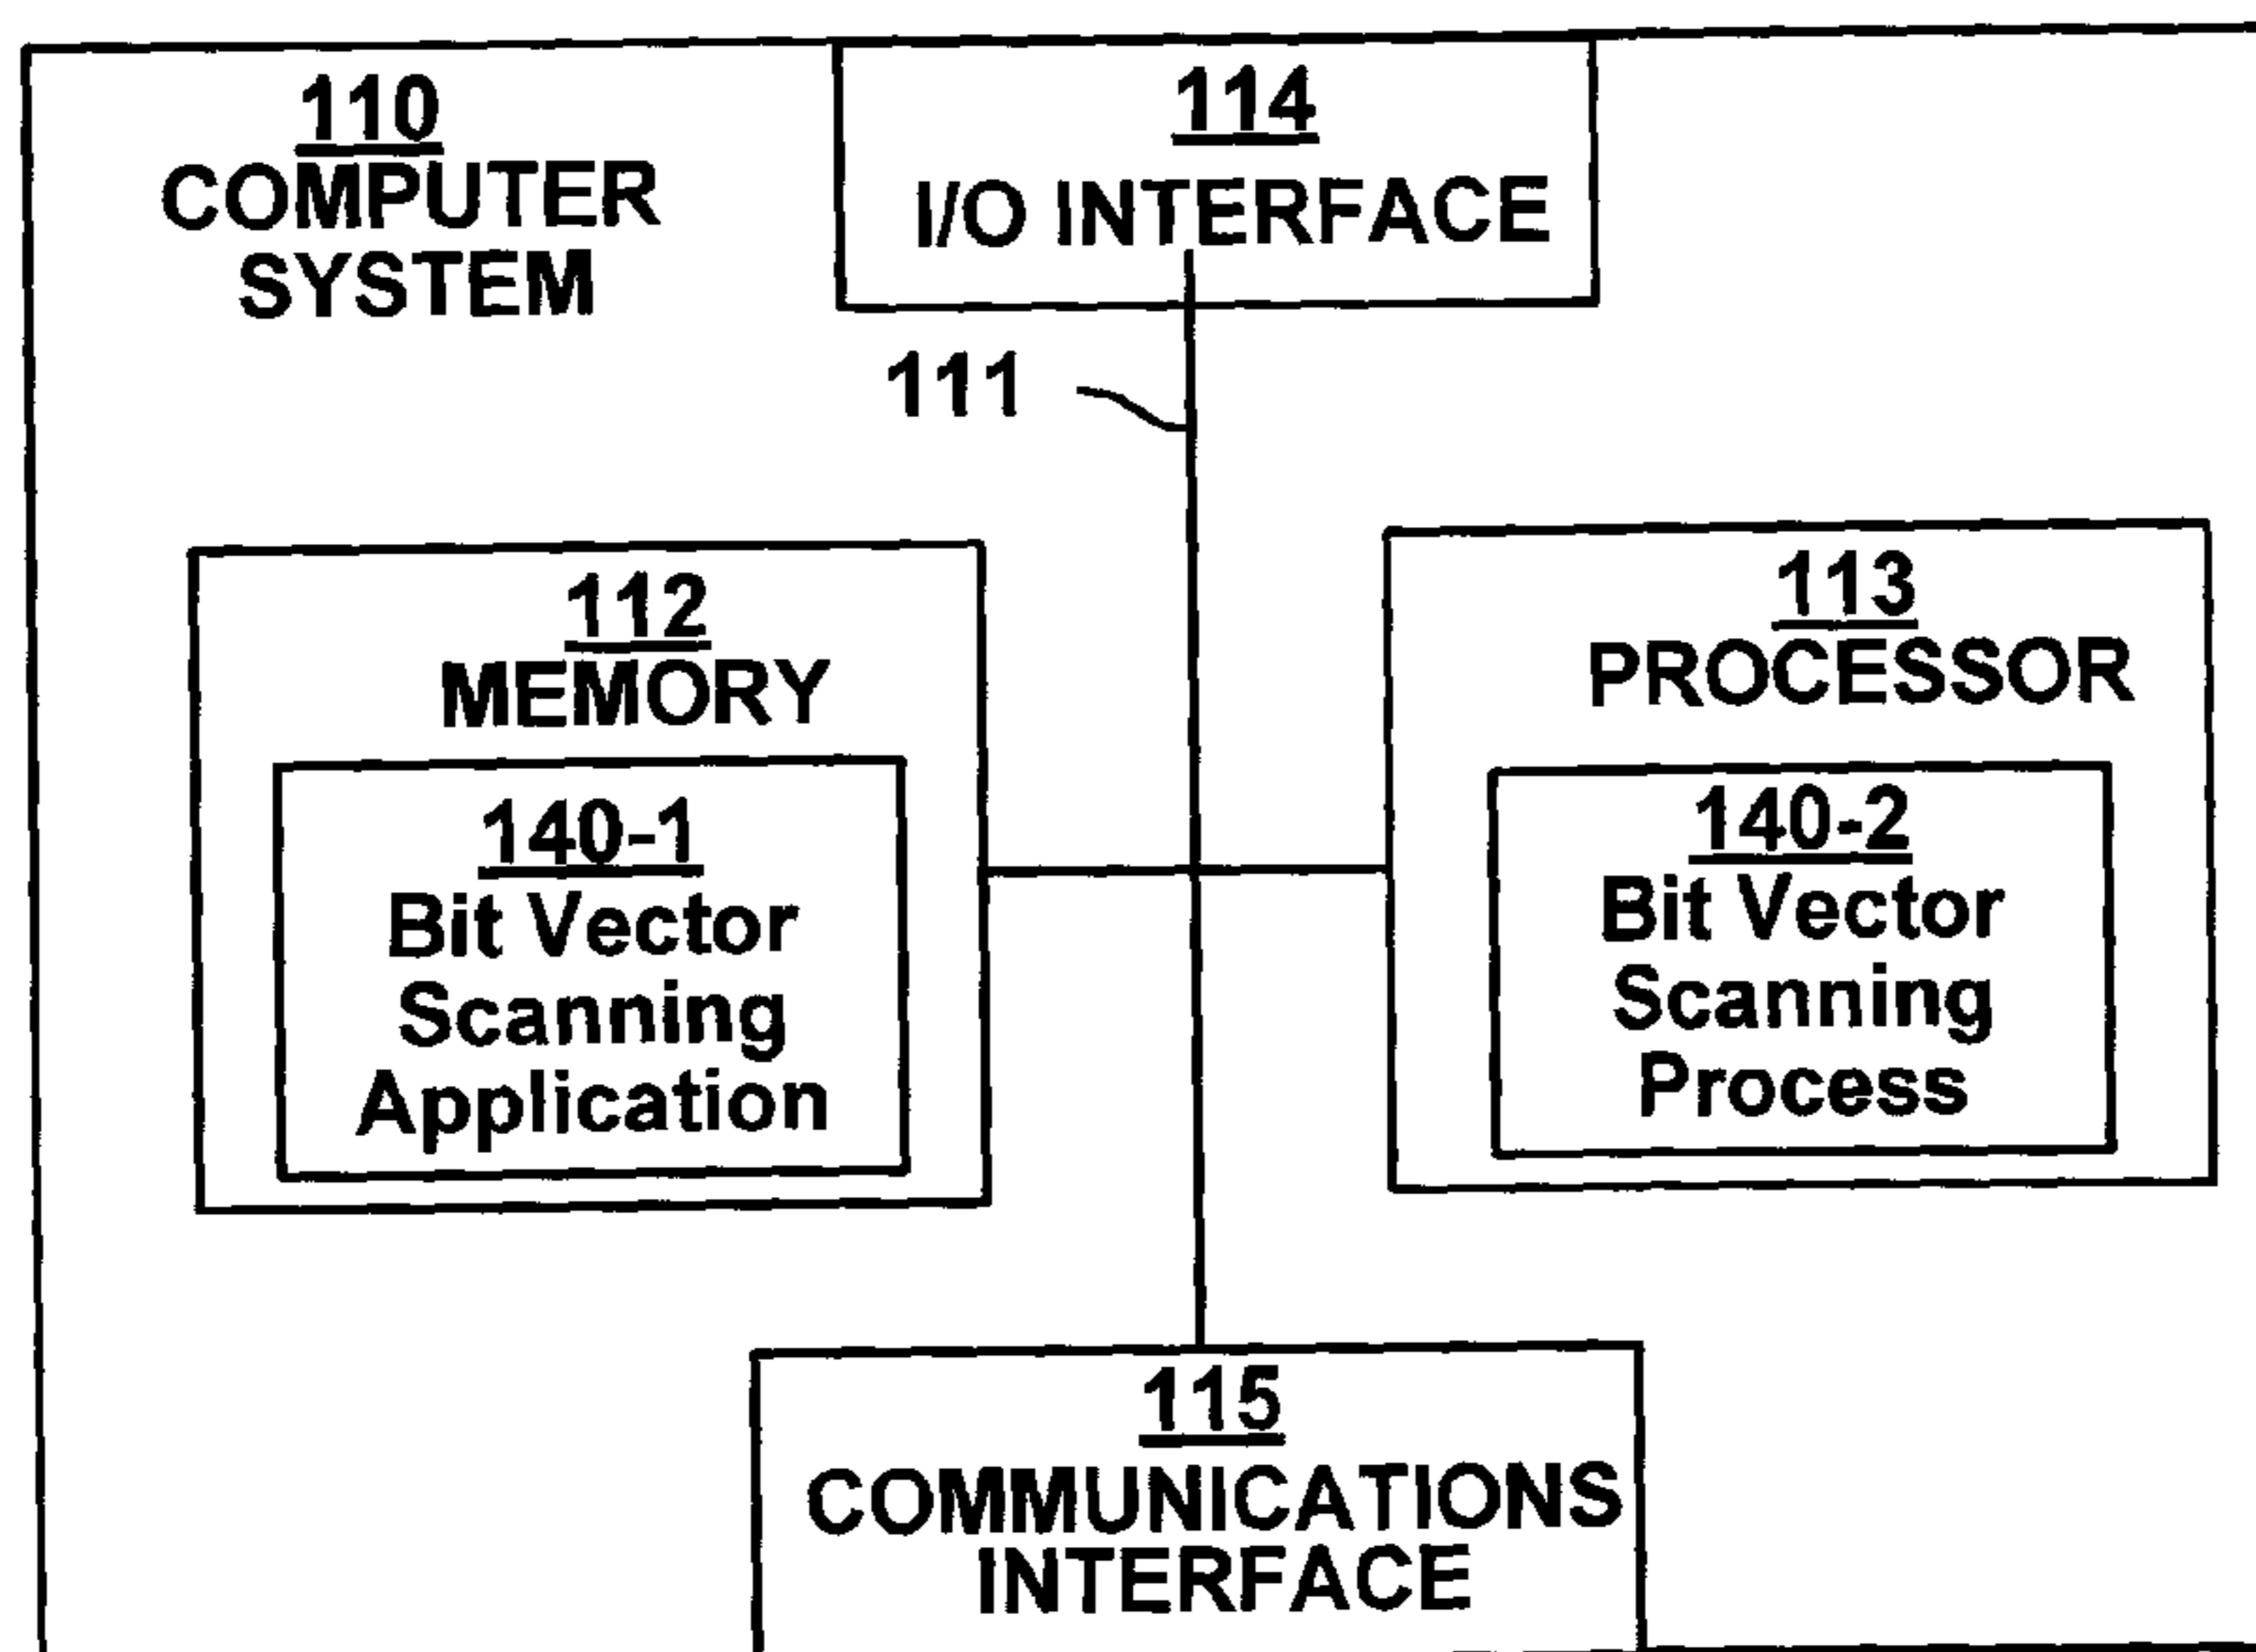 110
COMPUTER
SYSTEM
114
I/O INTERFACE
111
112
MEMORY
140-1
Bit Vector
Scanning
Application
113
PROCESSOR
140-2
Bit Vector
Scanning
Process
115
COMMUNICATIONS
INTERFACE